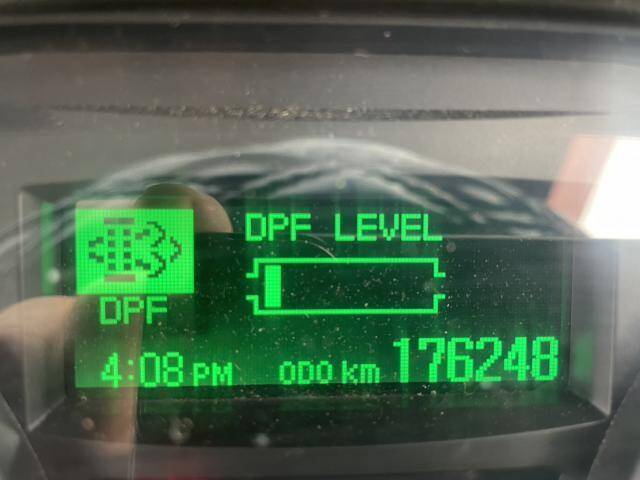 DPF LEVEL
DPF
4:08 PM ODO km 176248